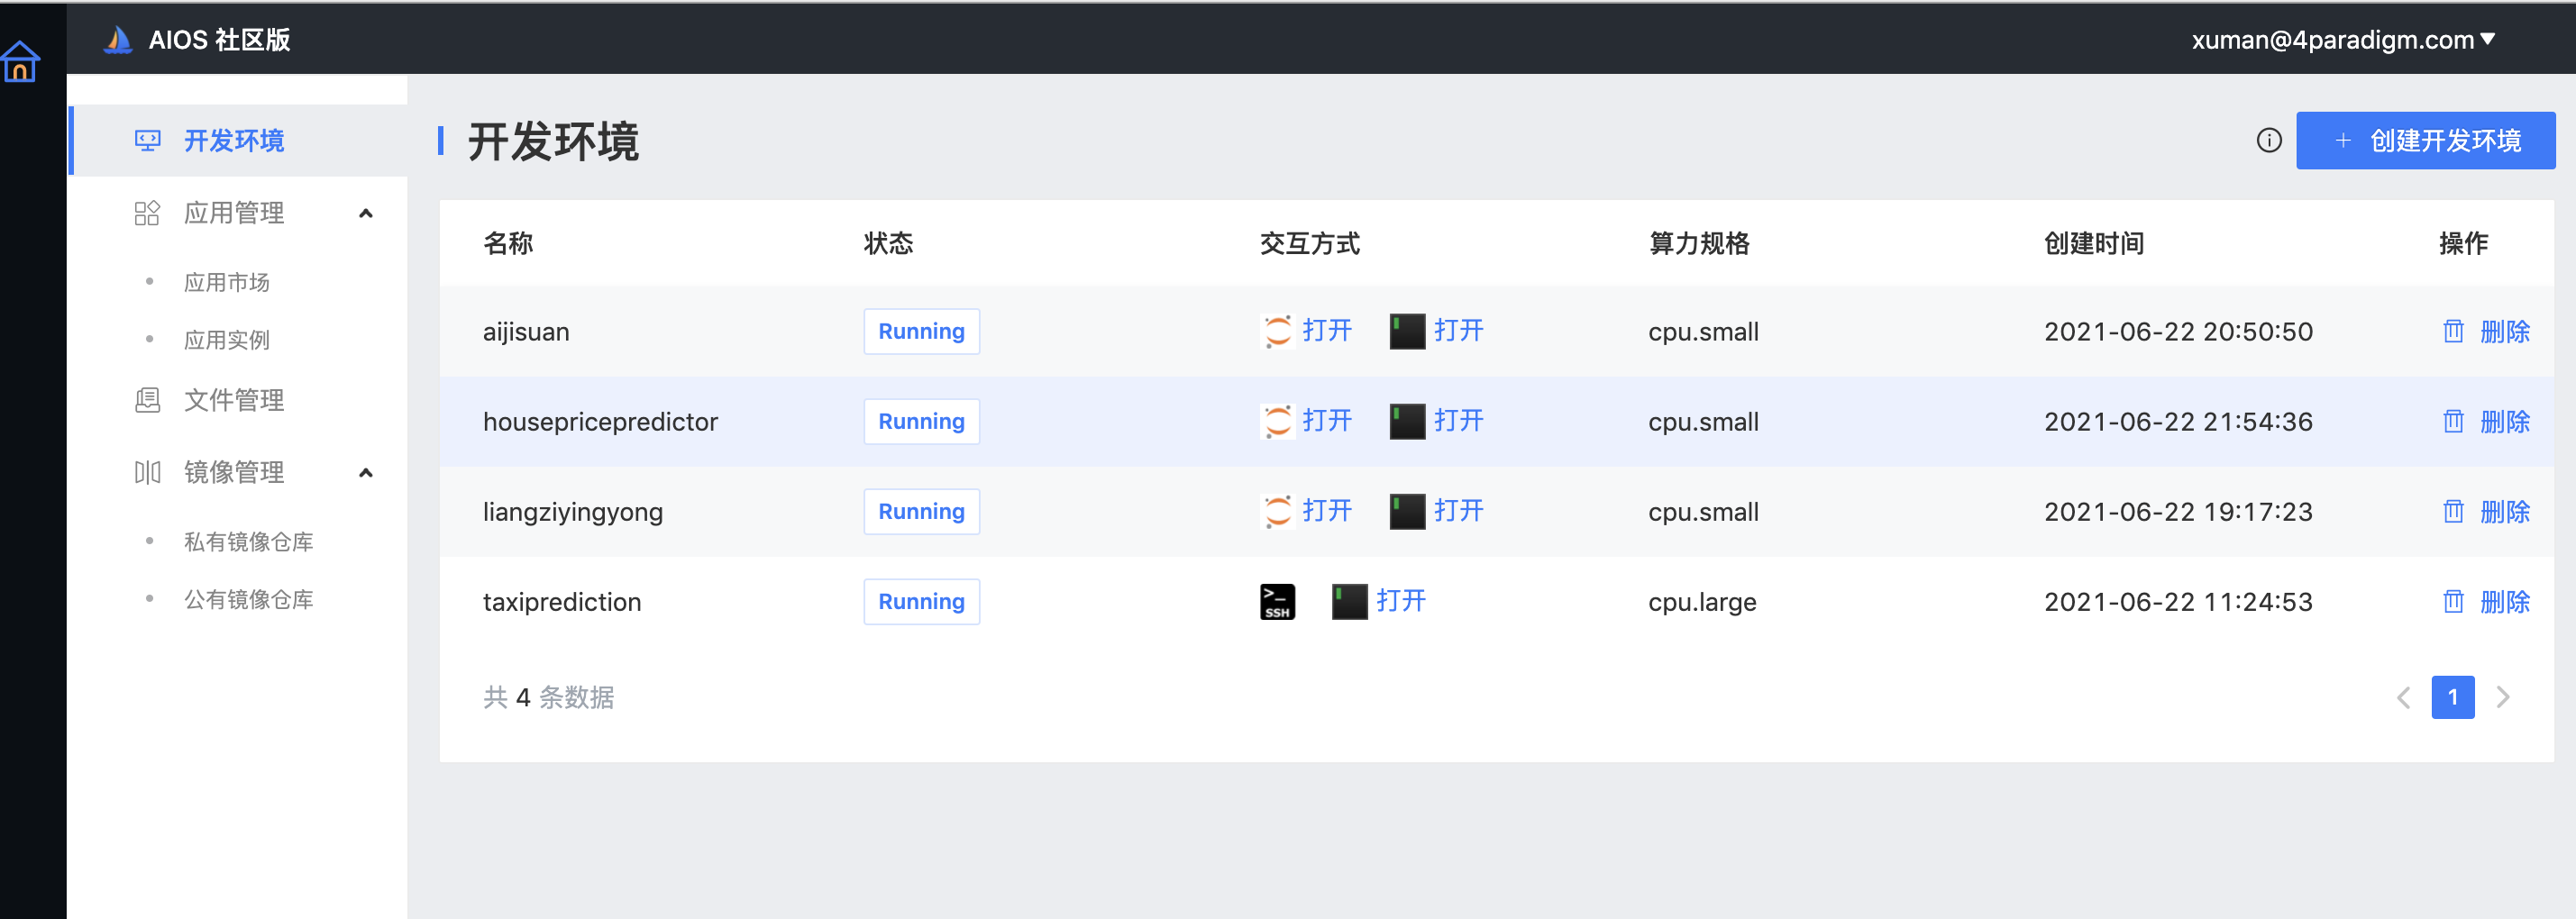 AIOS 社区版
xuman@4paradigm.com
开发环境
应用管理
应用市场
应用实例
文件管理
镜像管理
私有镜像仓库
公有镜像仓库
开发环境
+ 创建开发环境
名称 状态 交互方式 算力规格 创建时间 操作
aijisuan Running 打开 打开 cpu.small 2021-06-22 20:50:50 删除
housepricepredictor Running 打开 打开 cpu.small 2021-06-22 21:54:36 删除
liangziyingyong Running 打开 打开 cpu.small 2021-06-22 19:17:23 删除
taxiprediction Running >_ SSH 打开 cpu.large 2021-06-22 11:24:53 删除
共 4 条数据
1